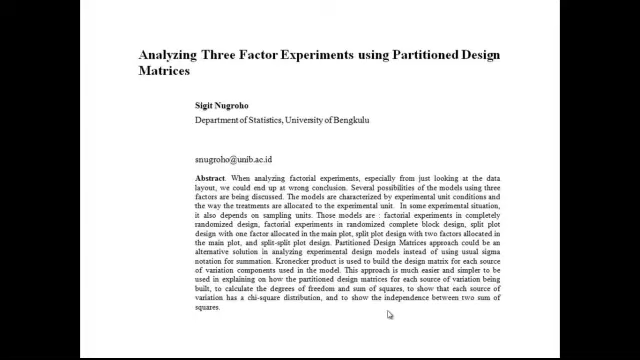 Analyzing Three Factor Experiments using Partitioned Design
Matrices
Sigit Nugroho
Department of Statistics, University of Bengkulu
snugroho@unib.ac.id
Abstract. When analyzing factorial experiments, especially from just looking at the data
layout, we could end up at wrong conclusion. Several possibilities of the models using three
factors are being discussed. The models are characterized by experimental unit conditions and
the way the treatments are allocated to the experimental unit. In some experimental situation,
it also depends on sampling units. Those models are : factorial experiments in completely
randomized design, factorial experiments in randomized complete block design, split plot
design with one factor allocated in the main plot, split plot design with two factors allocated
in the main plot, and split-split plot design. Partitioned Design Matrices approach could be an
alternative solution in analyzing experimental design models instead of using usual sigma
notation for summation. Kronecker product is used to build the design matrix for each source
of variation components used in the model. This approach is much easier and simpler to be
used in explaining on how the partitioned design matrices for each source of variation being
built, to calculate the degrees of freedom and sum of squares, to show that each source of
variation has a chi-square distribution, and to show the independence between two sum of
squares.